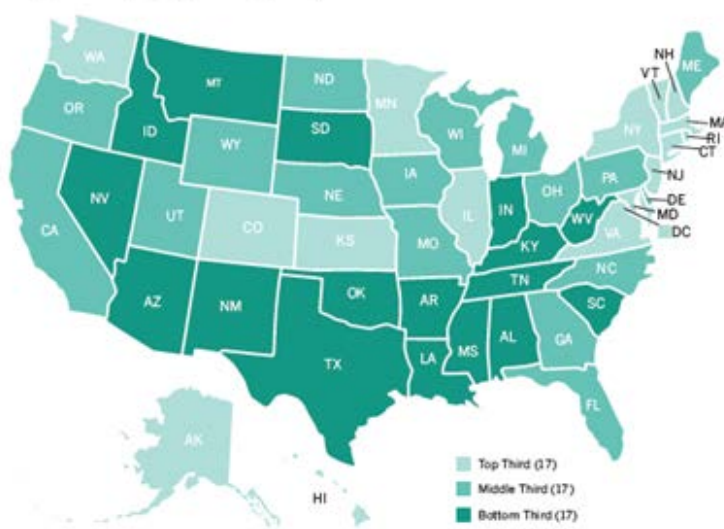 WA
MT
ND
MN
OR
ID
SD
WY
WI
MI
VT
NH
ME
NY
MA
RI
CT
NV
UT
CA
CO
NE
IA
KS
MO
IL
IN
OH
PA
NJ
DE
MD
DC
WV
VA
KY
AZ
NM
OK
AR
TN
NC
SC
TX
LA
MS
AL
GA
FL
AK
HI
Top Third (17)
Middle Third (17)
Bottom Third (17)